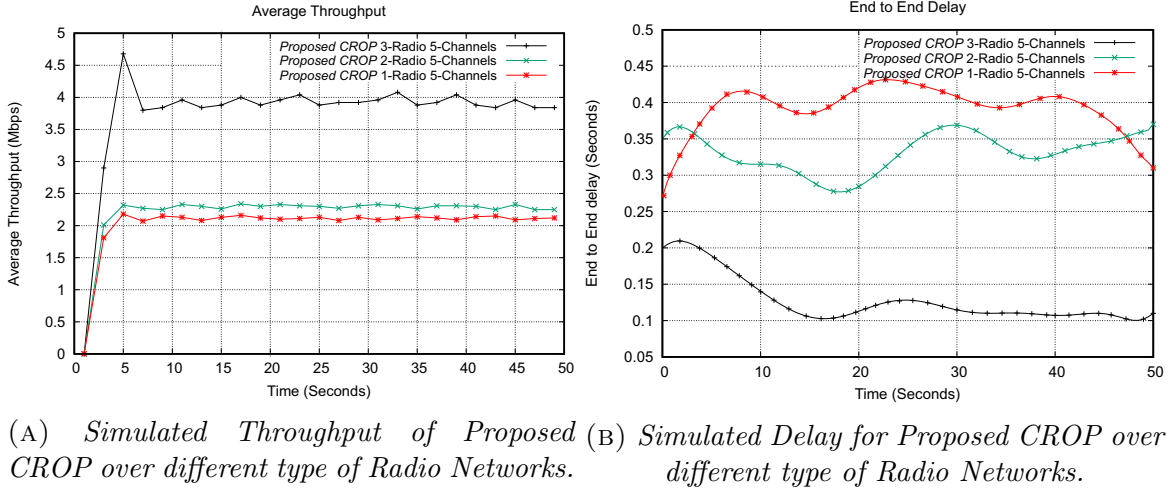 Average Throughput
Proposed CROP 3-Radio 5-Channels
Proposed CROP 2-Radio 5-Channels
Proposed CROP 1-Radio 5-Channels
5
4.5
4
3.5
3
2.5
2
1.5
1
0.5
0
Average Throughput (Mbps)
0 5 10 15 20 25 30 35 40 45 50
Time (Seconds)
(A) Simulated Throughput of Proposed
CROP over different type of Radio Networks.
End to End Delay
Proposed CROP 3-Radio 5-Channels
Proposed CROP 2-Radio 5-Channels
Proposed CROP 1-Radio 5-Channels
0.5
0.45
0.4
0.35
0.3
0.25
0.2
0.15
0.1
0.05
End to End delay (Seconds)
0 10 20 30 40 50
Time (Seconds)
(B) Simulated Delay for Proposed CROP over
different type of Radio Networks.